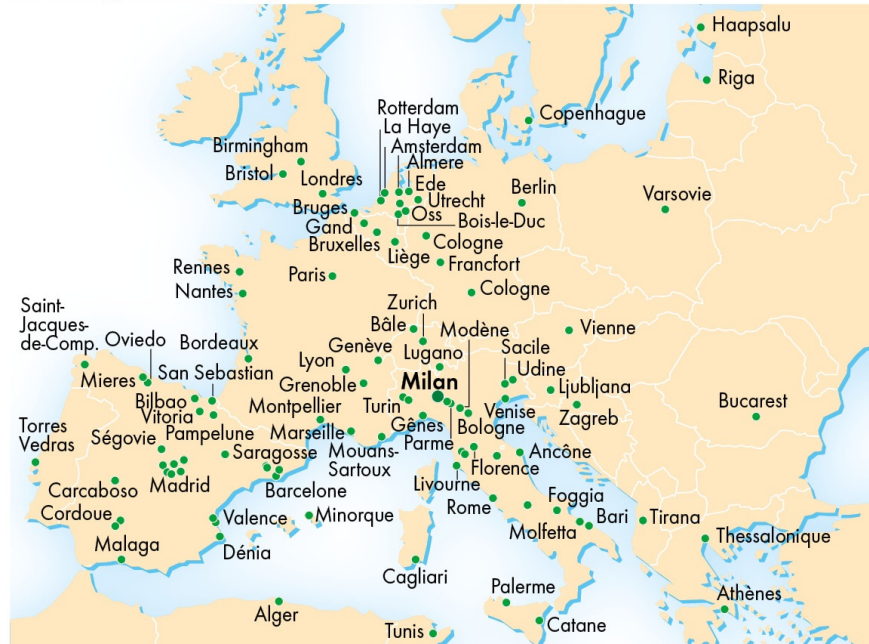 Haapsalu
Riga
Copenhague
Rotterdam
La Haye
Amsterdam
Almere
Birmingham
Bristol
Londres
Ede
Utrecht
Berlin
Varsovie
Bruges
Oss
Gand
Bois-le-Duc
Bruxelles
Cologne
Liège
Francfort
Rennes
Paris
Nantes
Cologne
Zurich
Saint-
Jacques-
de-Comp.
Oviedo
Bordeaux
Bâle
Modène
Vienne
Genève
Lugano
Sacile
Lyon
Udine
Mieres
San Sebastian
Grenoble
Milan
Ljubljana
Bilbao
Vitoria
Montpellier
Turin
Venise
Zagreb
Bucarest
Torres
Vedras
Ségovie
Pampelune
Marseille
Gênes
Bologne
Parme
Saragosse
Mouans-
Sartoux
Ancône
Madrid
Florence
Carcaboso
Barcelone
Livourne
Rome
Foggia
Cordoue
Valence
Minorque
Bari
Tirana
Molfetta
Malaga
Dénia
Thessalonique
Cagliari
Palerme
Athènes
Alger
Catane
Tunis